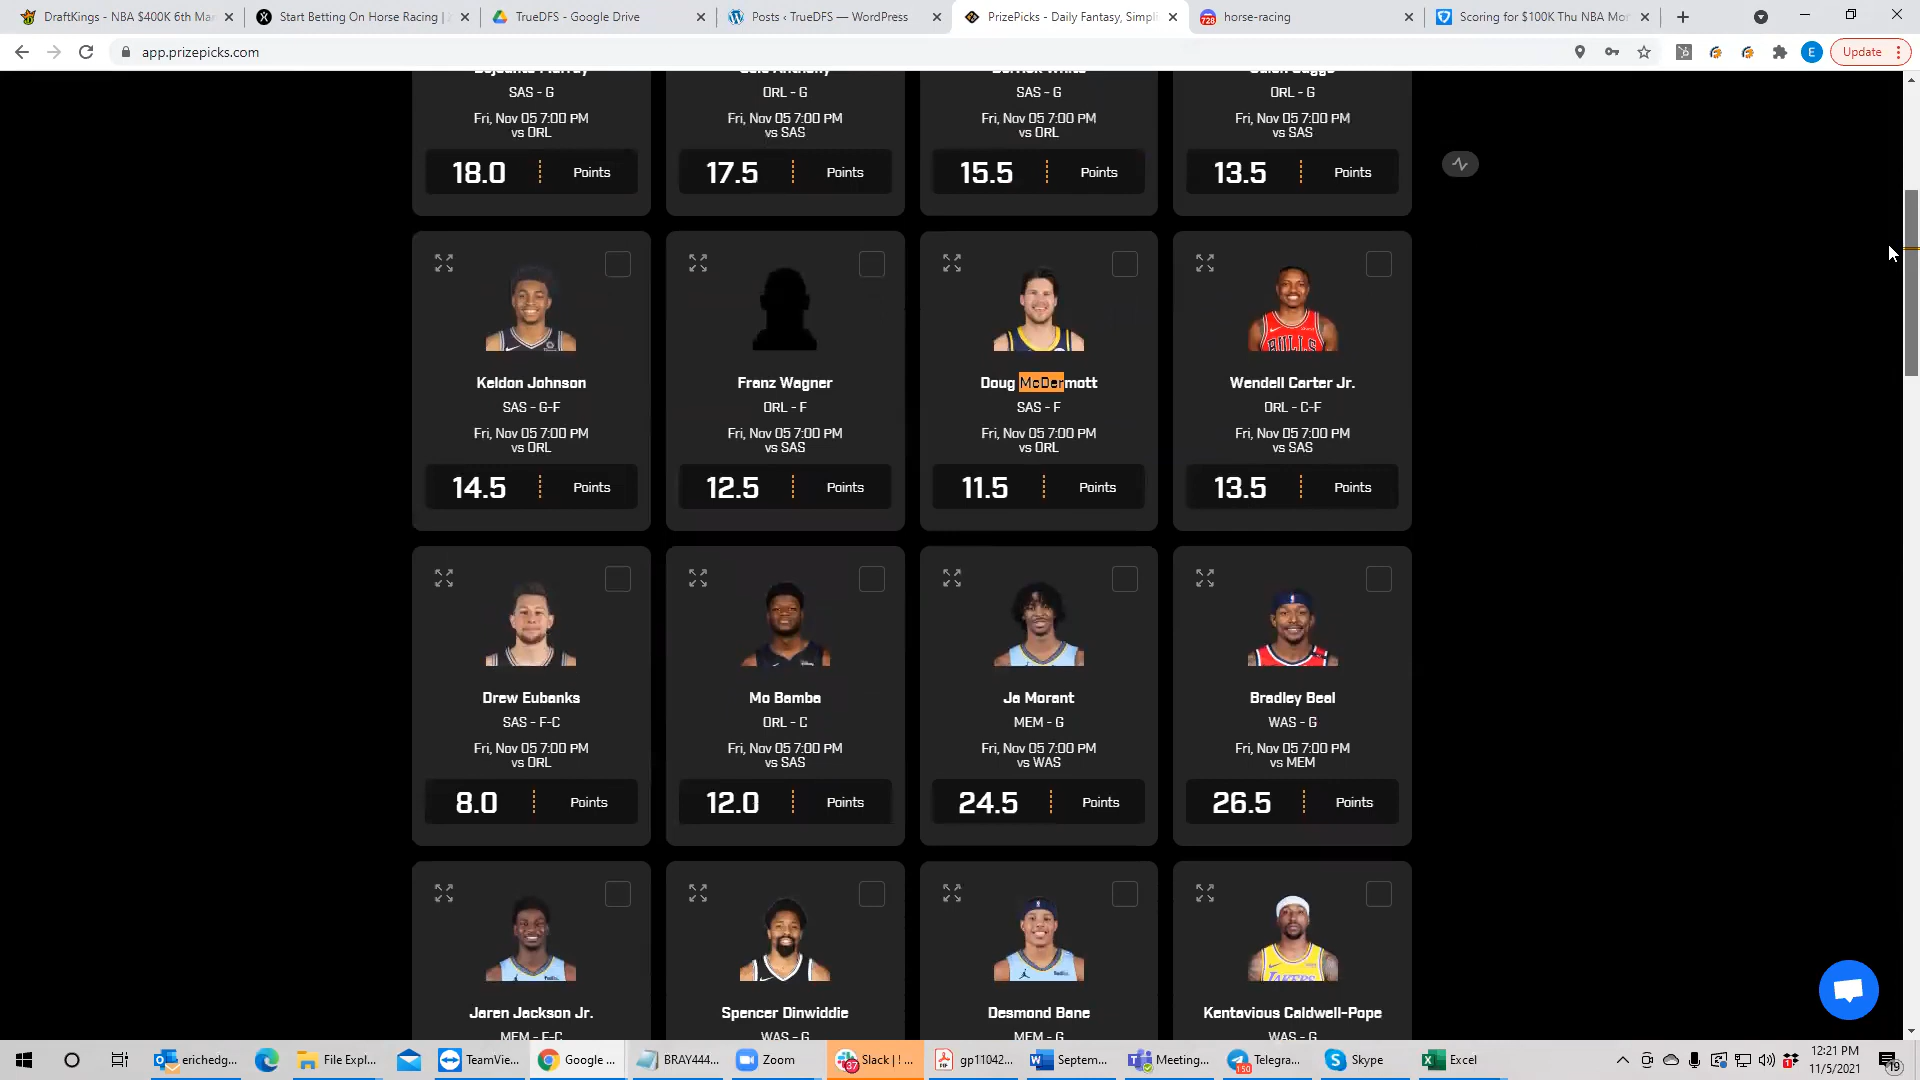 DraftKings - NBA $400K 6th Ma
Start Betting On Horse Racing |
TrueDFS - Google Drive
Posts ‹ TrueDFS — WordPress
PrizePicks - Daily Fantasy, Simpli
horse-racing
Scoring for $100K Thu NBA Mo
app.prizepicks.com
E
Update
SAS - G
ORL - G
SAS - G
ORL - G
Fri, Nov 05 7:00 PM
Fri, Nov 05 7:00 PM
Fri, Nov 05 7:00 PM
Fri, Nov 05 7:00 PM
vs ORL
vs SAS
vs ORL
vs SAS
18.0 Points
17.5 Points
15.5 Points
13.5 Points
Keldon Johnson
Franz Wagner
Doug McDermott
Wendell Carter Jr.
SAS - G-F
ORL - F
SAS - F
ORL - C-F
Fri, Nov 05 7:00 PM
Fri, Nov 05 7:00 PM
Fri, Nov 05 7:00 PM
Fri, Nov 05 7:00 PM
vs ORL
vs SAS
vs ORL
vs SAS
14.5 Points
12.5 Points
11.5 Points
13.5 Points
Drew Eubanks
Mo Bamba
Ja Morant
Bradley Beal
SAS - F-C
ORL - C
MEM - G
WAS - G
Fri, Nov 05 7:00 PM
Fri, Nov 05 7:00 PM
Fri, Nov 05 7:00 PM
Fri, Nov 05 7:00 PM
vs ORL
vs SAS
vs WAS
vs MEM
8.0 Points
12.0 Points
24.5 Points
26.5 Points
Jaren Jackson Jr.
Spencer Dinwiddie
Desmond Bane
Kentavious Caldwell-Pope
MEM - F-C
WAS - G
MEM - G
WAS - G
erichedg...
File Expl...
TeamVie...
Google ...
BRAY444...
Zoom
Slack | ! ...
gp11042...
Septem...
Meeting...
Telegra...
Skype
Excel
12:21 PM
11/5/2021